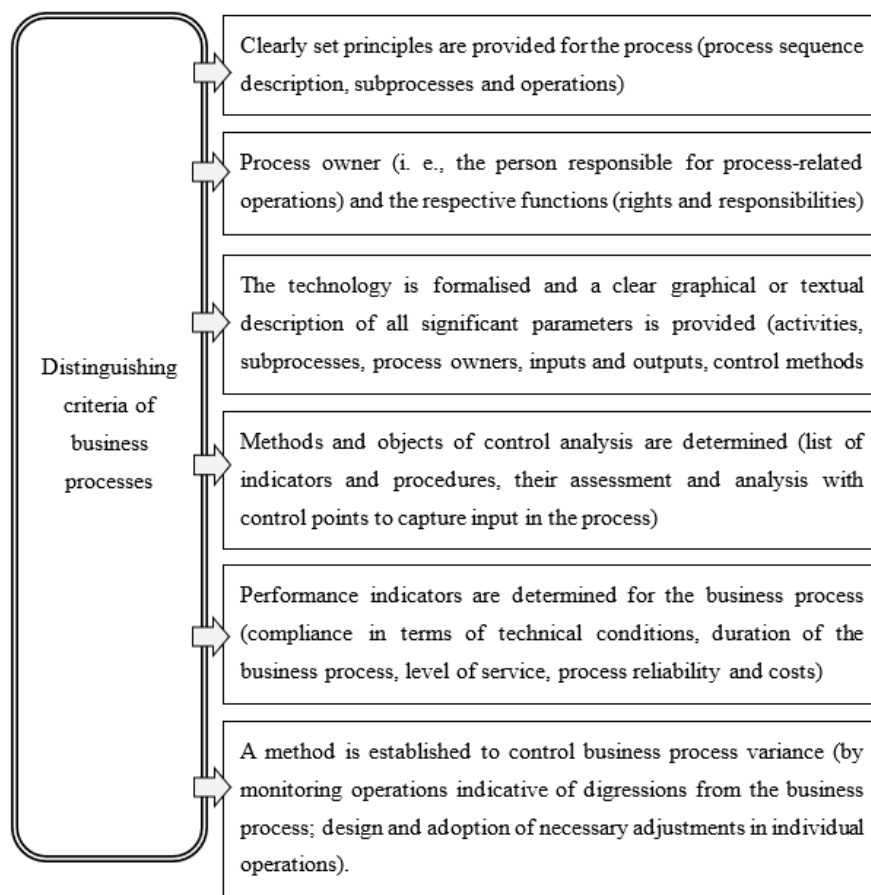 Clearly set principles are provided for the process (process sequence
description, subprocesses and operations)
Process owner (i. e., the person responsible for process-related
operations) and the respective functions (rights and responsibilities)
The technology is formalised and a clear graphical or textual
description of all significant parameters is provided (activities,
subprocesses, process owners, inputs and outputs, control methods
Distinguishing
criteria of
business
processes
Methods and objects of control analysis are determined (list of
indicators and procedures, their assessment and analysis with
control points to capture input in the process)
Performance indicators are determined for the business process
(compliance in terms of technical conditions, duration of the
business process, level of service, process reliability and costs)
A method is established to control business process variance (by
monitoring operations indicative of digressions from the business
process; design and adoption of necessary adjustments in individual
operations).